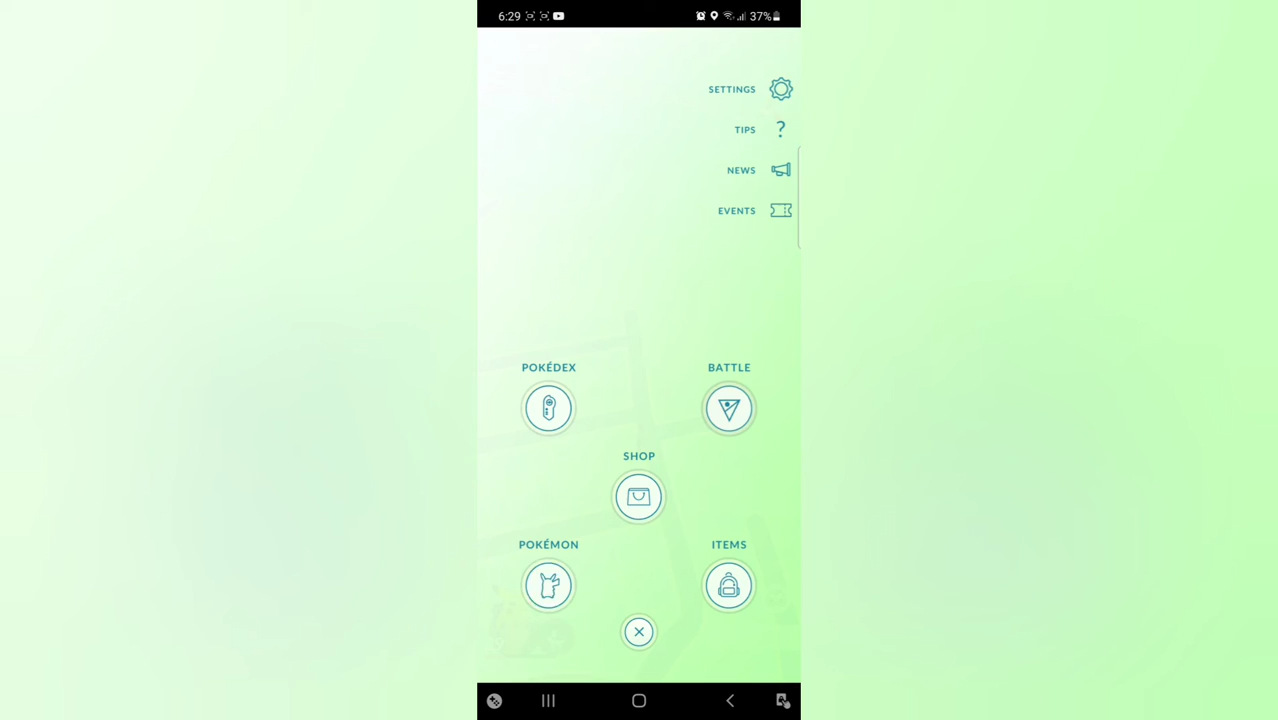 6:29
37%
SETTINGS
TIPS
?
NEWS
EVENTS
POKÉDEX
BATTLE
SHOP
POKÉMON
ITEMS